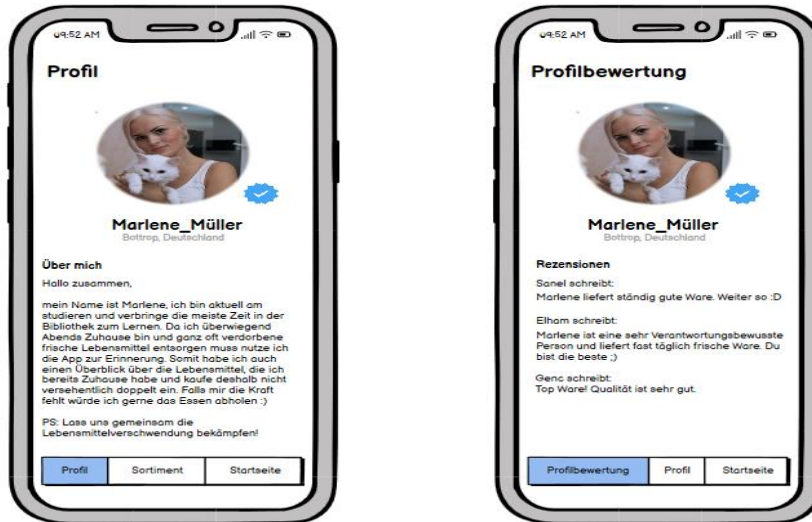 09:52 AM
Profil
Marlene_Müller
Bottrop, Deutschland
Über mich
Hallo zusammen,
mein Name ist Marlene, ich bin aktuell am
studieren und verbringe die meiste Zeit in der
Bibliothek zum Lernen. Da ich überwiegend
Abends Zuhause bin und ganz oft verdorbene
frische Lebensmittel entsorgen muss nutze ich
die App zur Erinnerung. Somit habe ich auch
einen Überblick über die Lebensmittel, die ich
bereits Zuhause habe und kaufe deshalb nicht
versehentlich doppelt ein. Falls mir die Kraft
fehlt würde ich gerne das Essen abholen :)
PS: Lass uns gemeinsam die
Lebensmittelverschwendung bekämpfen!
Profil Sortiment Startseite
09:52 AM
Profilbewertung
Marlene_Müller
Bottrop, Deutschland
Rezensionen
Sanel schreibt:
Marlene liefert ständig gute Ware. Weiter so :D
Elham schreibt:
Marlene ist eine sehr Verantwortungsbewusste
Person und liefert fast täglich frische Ware. Du
bist die beste ;)
Genc schreibt:
Top Ware! Qualität ist sehr gut.
Profilbewertung Profil Startseite